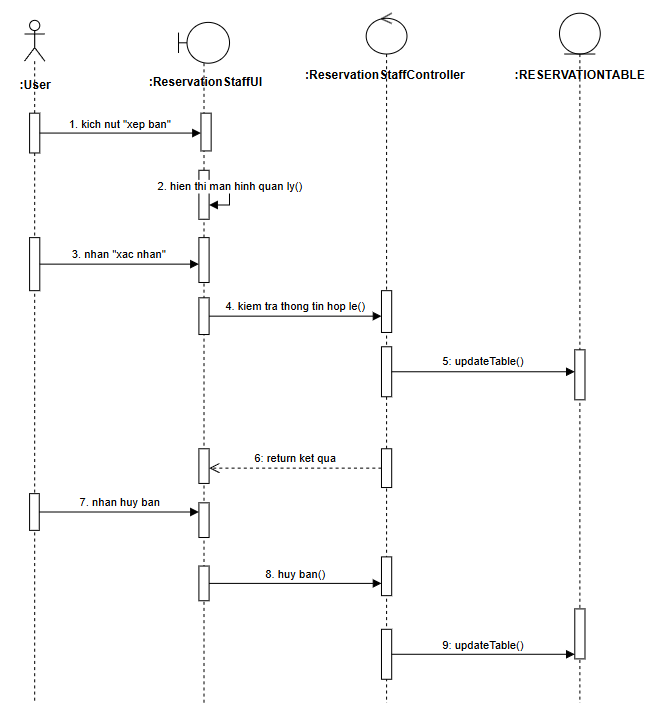 :User
:ReservationStaffUI
:ReservationStaffController
:RESERVATIONTABLE
1. kich nut "xep ban"
2. hien thi man hinh quan ly()
3. nhan "xac nhan"
4. kiem tra thong tin hop le()
5: updateTable()
6: return ket qua
7. nhan huy ban
8. huy ban()
9: updateTable()